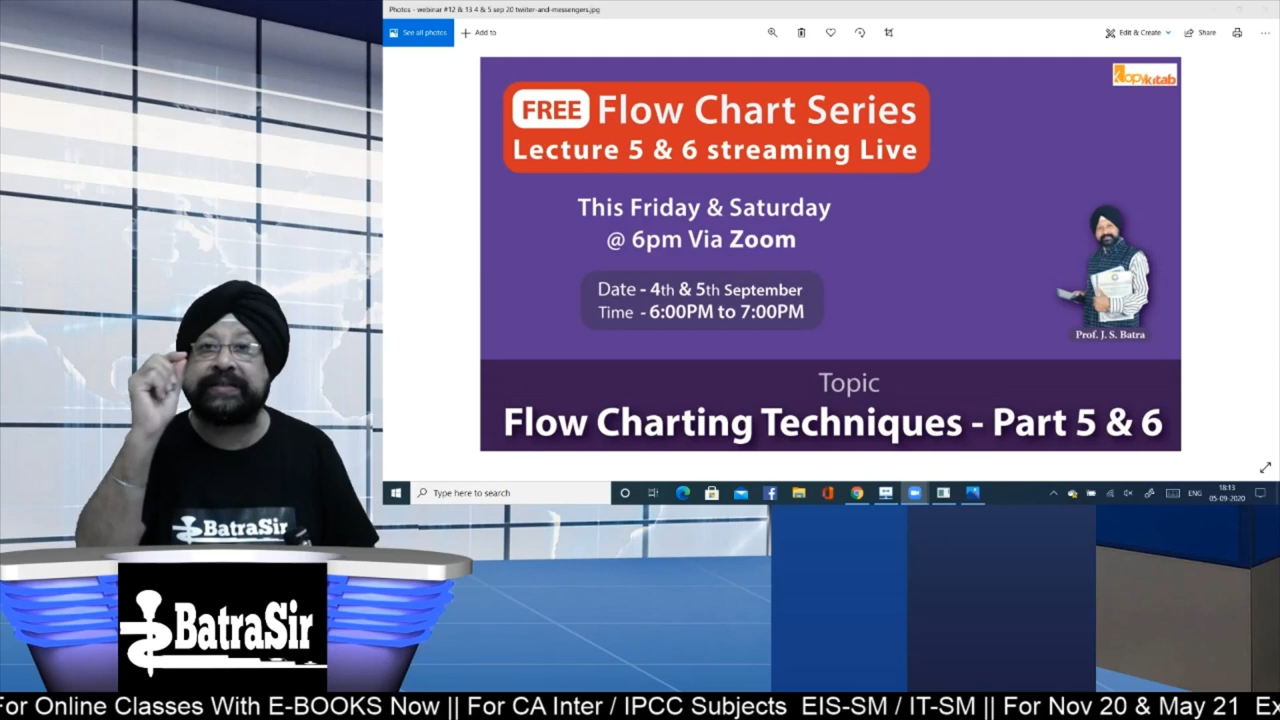 Photos - webinar #12 & 13 4 & 5 sep 20 twiiter-and-messengers.jpg
See all photos
Add to
Edit & Create
Share
kopykitab
FREE Flow Chart Series
Lecture 5 & 6 streaming Live
This Friday & Saturday
@ 6pm Via Zoom
Date - 4th & 5th September
Time - 6:00PM to 7:00PM
Prof. J. S. Batra
Topic
Flow Charting Techniques - Part 5 & 6
Type here to search
ENG
18:13
05-09-2020
BatraSir
BatraSir
For Online Classes With E-BOOKS Now || For CA Inter / IPCC Subjects EIS-SM / IT-SM || For Nov 20 & May 21 Ex